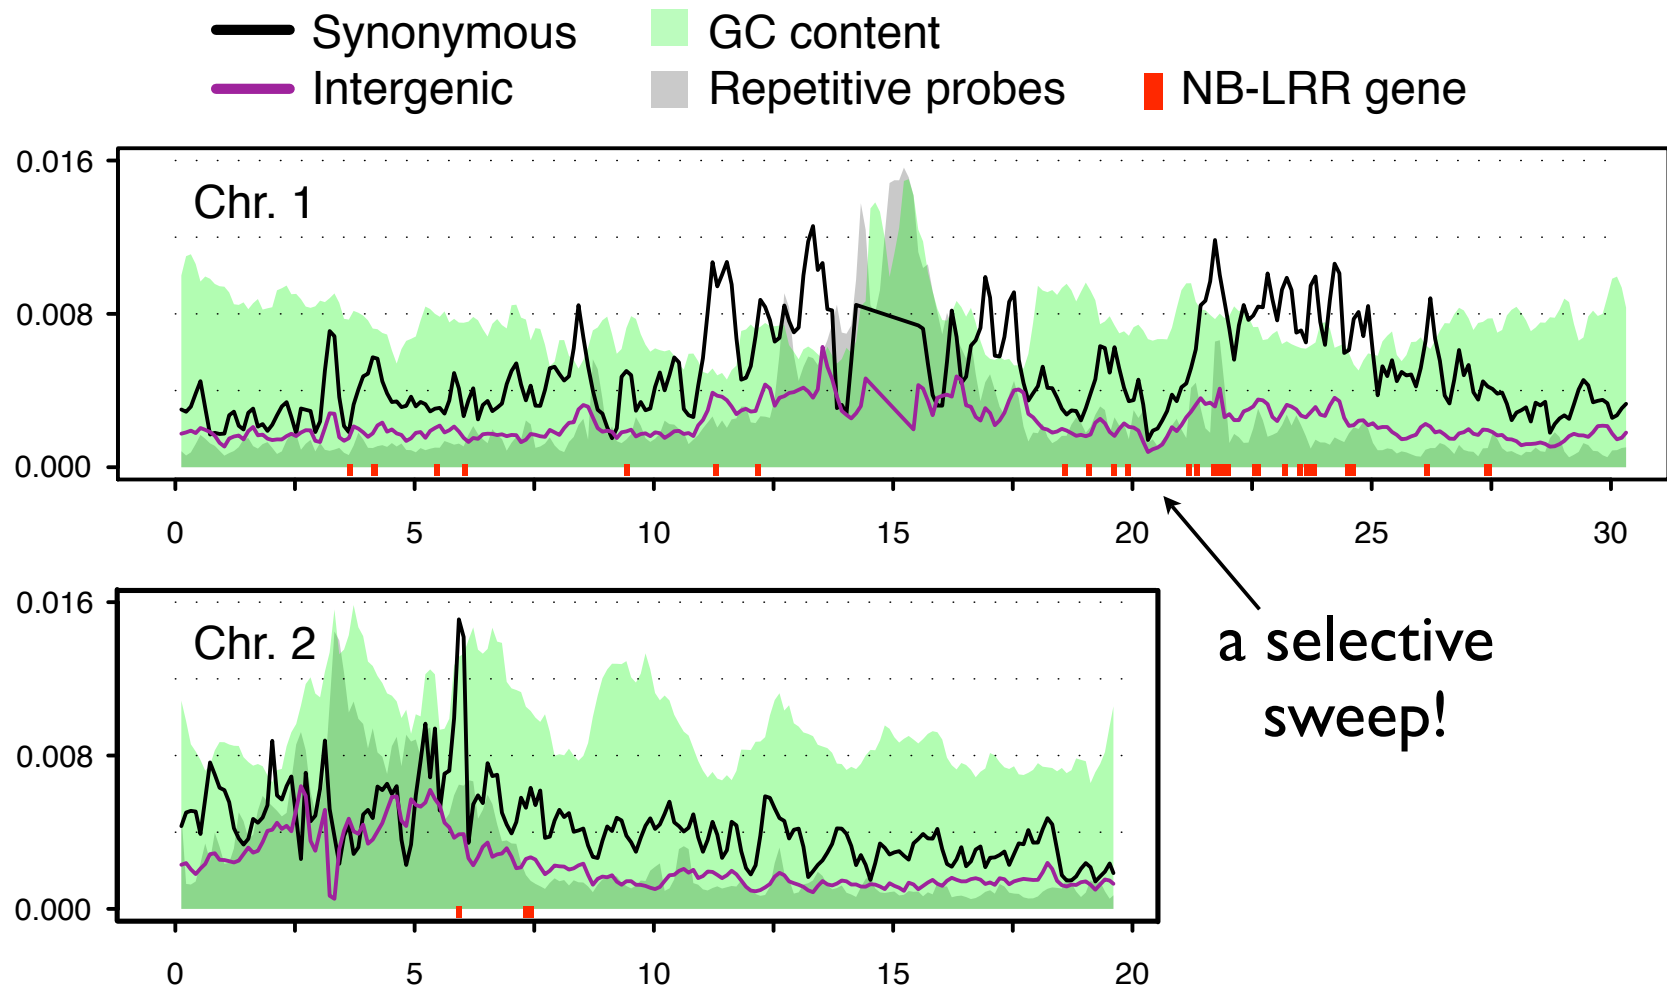 Synonymous GC content
Intergenic Repetitive probes NB-LRR gene
0.016
Chr. 1
0.008
0.000
0 5 10 15 20 25 30
0.016
Chr. 2
a selective
sweep!
0.008
0.000
0 5 10 15 20